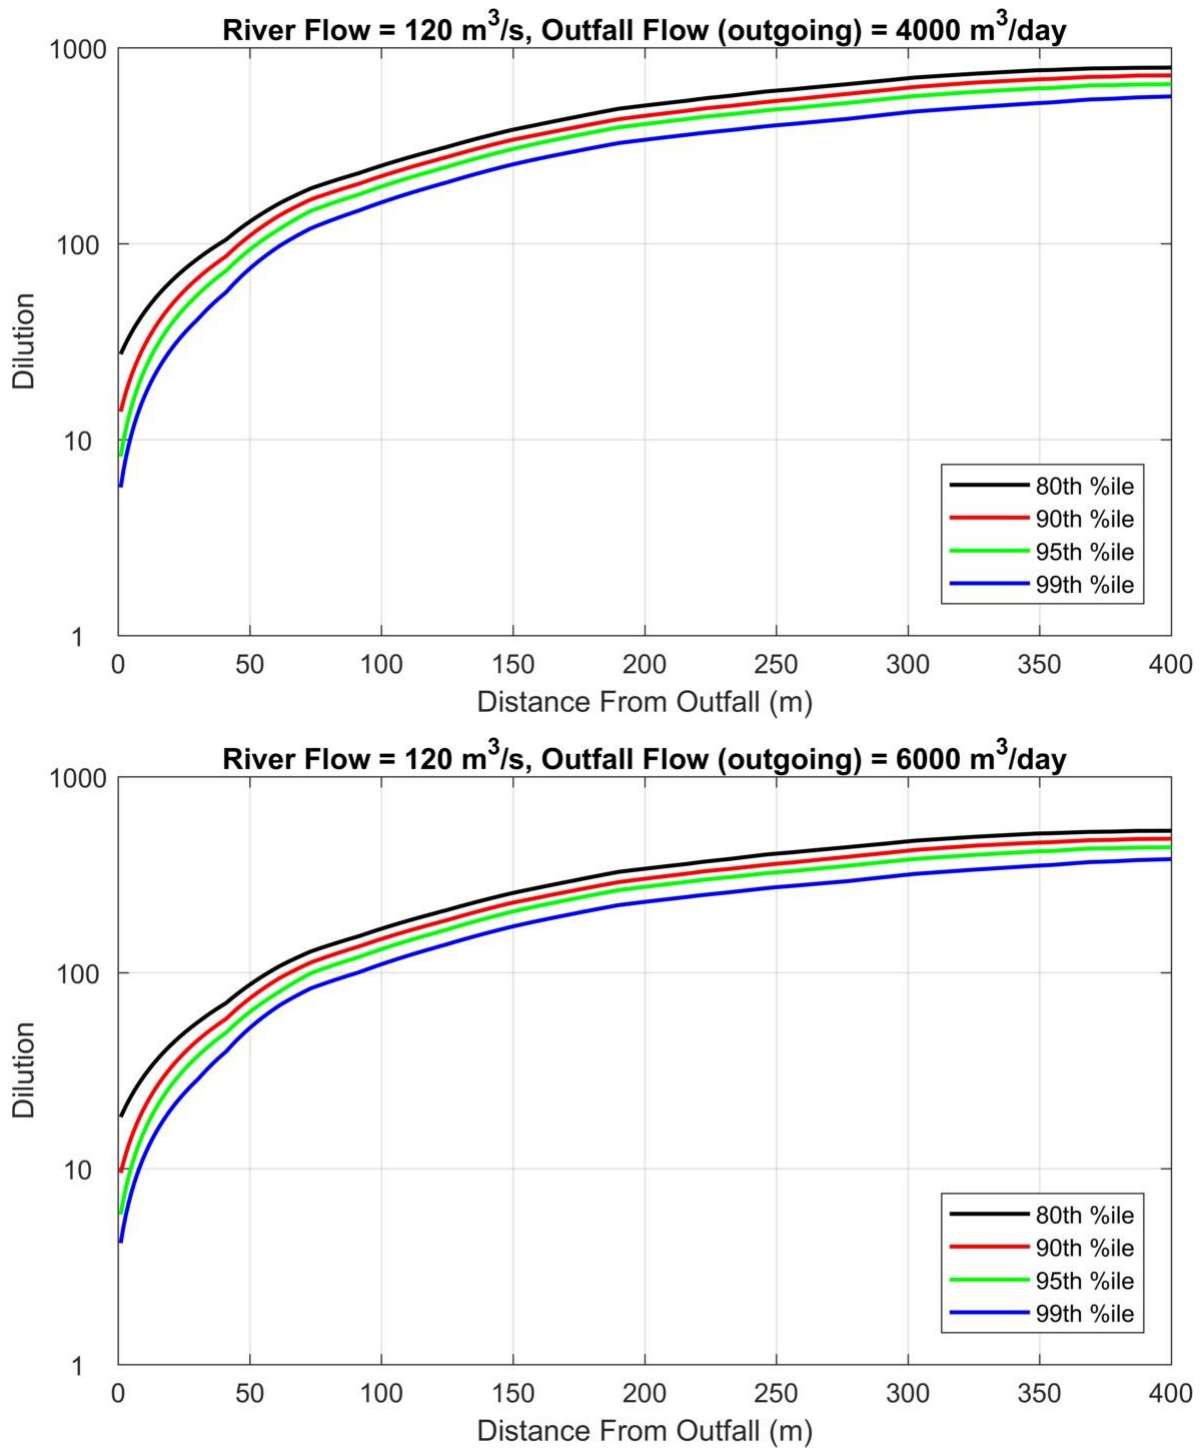 River Flow = 120 m³/s, Outfall Flow (outgoing) = 4000 m³/day
1000
100
10
1
Dilution
80th %ile
90th %ile
95th %ile
99th %ile
0 50 100 150 200 250 300 350 400
Distance From Outfall (m)
River Flow = 120 m³/s, Outfall Flow (outgoing) = 6000 m³/day
1000
100
10
1
Dilution
80th %ile
90th %ile
95th %ile
99th %ile
0 50 100 150 200 250 300 350 400
Distance From Outfall (m)